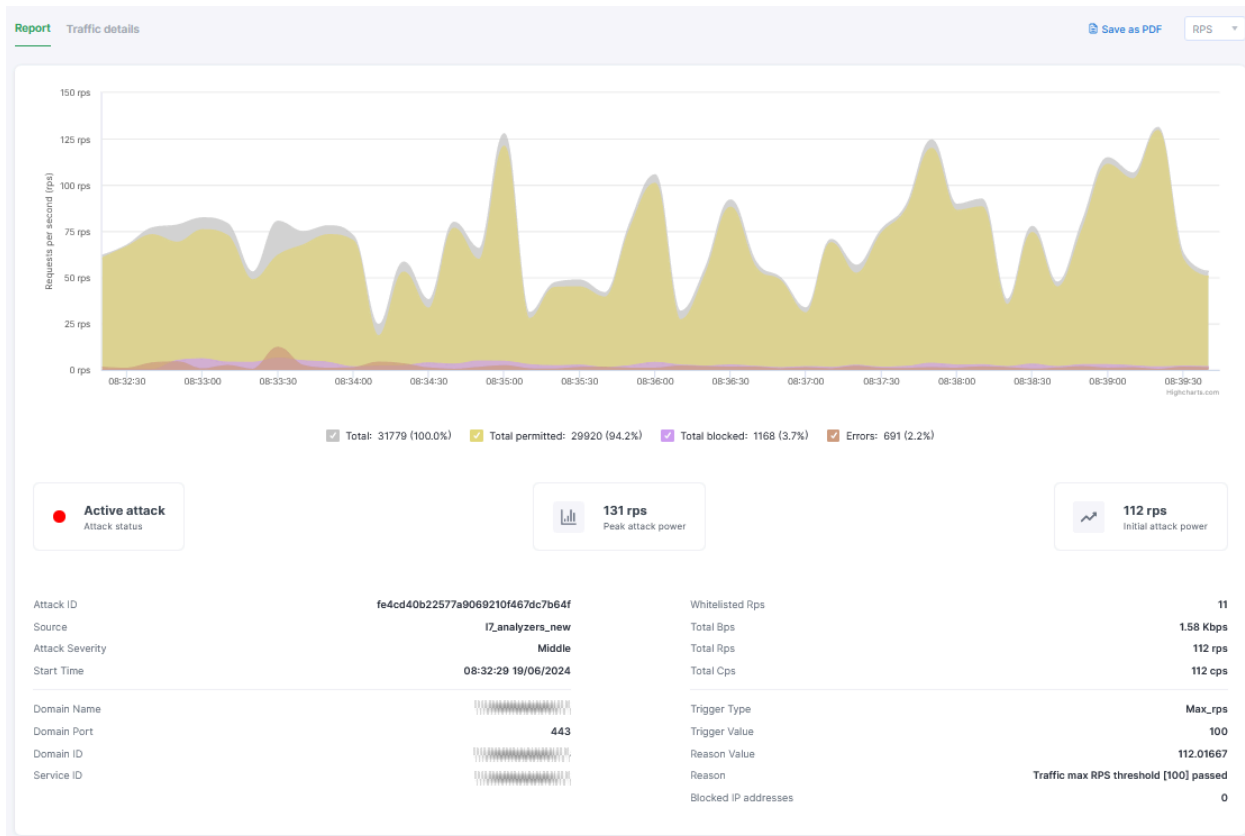 Report Traffic details Save as PDF RPS
150 rps
125 rps
100 rps
75 rps
50 rps
25 rps
0 rps
Requests per second (rps)
08:32:30 08:33:00 08:33:30 08:34:00 08:34:30 08:35:00 08:35:30 08:36:00 08:36:30 08:37:00 08:37:30 08:38:00 08:38:30 08:39:00 08:39:30
Highcharts.com
Total: 31779 (100.0%) Total permitted: 29920 (94.2%) Total blocked: 1168 (3.7%) Errors: 691 (2.2%)
Active attack
Attack status
131 rps
Peak attack power
112 rps
Initial attack power
Attack ID fe4cd40b22577a9069210f467dc7b64f
Source l7_analyzers_new
Attack Severity Middle
Start Time 08:32:29 19/06/2024
Domain Name
Domain Port 443
Domain ID
Service ID
Whitelisted Rps 11
Total Bps 1.58 Kbps
Total Rps 112 rps
Total Cps 112 cps
Trigger Type Max_rps
Trigger Value 100
Reason Value 112.01667
Reason Traffic max RPS threshold [100] passed
Blocked IP addresses 0